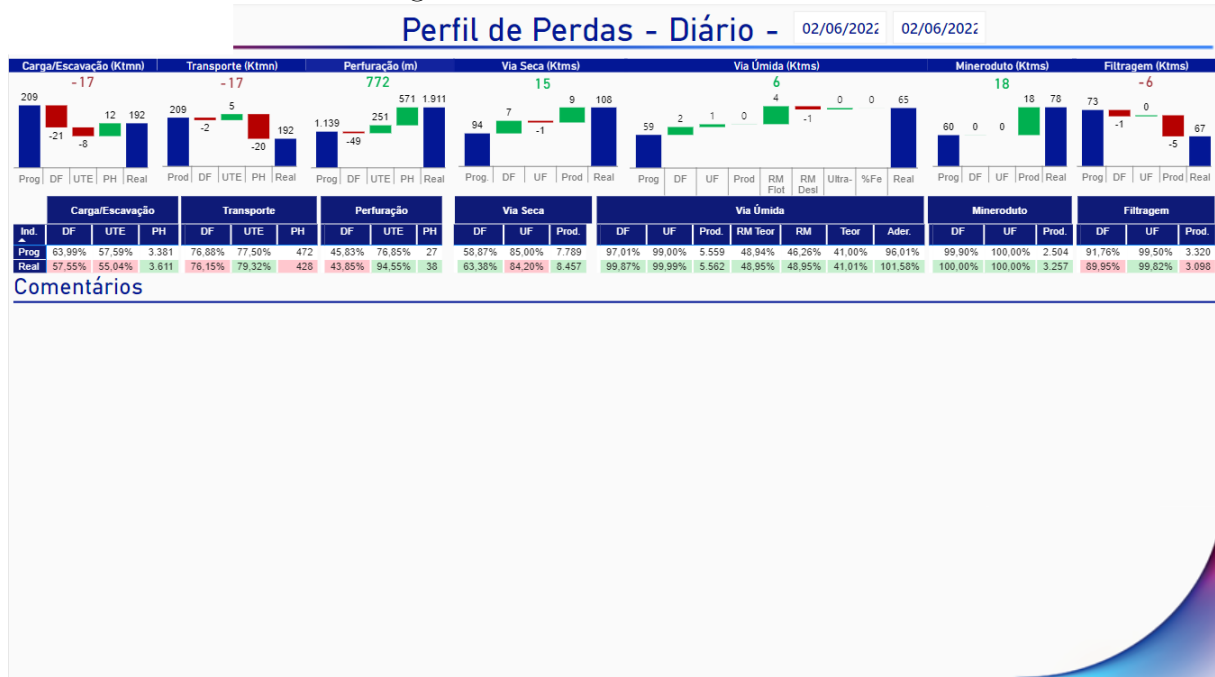 Perfil de Perdas - Diário - 02/06/2022 02/06/2022
Carga/Escavação (Ktmn) Transporte (Ktmn) Perfuração (m) Via Seca (Ktms) Via Úmida (Ktms) Mineroduto (Ktms) Filtragem (Ktms)
-17 -17 772 15 6 18 -6
209 -21 -8 12 192
Prog DF UTE PH Real
209 -2 5 -20 192
Prod DF UTE PH Real
1.139 -49 251 571 1.911
Prog DF UTE PH Real
94 7 -1 9 108
Prog. DF UF Prod Real
59 2 1 0 4 -1 0 0 65
Prog DF UF Prod RM Flot RM Desl Ultra- %Fe Real
60 0 0 18 78
Prog DF UF Prod Real
73 -1 0 -5 67
Prog DF UF Prod Real
Carga/Escavação Transporte Perfuração Via Seca Via Úmida Mineroduto Filtragem
Ind. DF UTE PH DF UTE PH DF UTE PH DF UF Prod. DF UF Prod. RM Teor RM Teor Ader. DF UF Prod. DF UF Prod.
Prog 63,99% 57,59% 3.381 76,88% 77,50% 472 45,83% 76,85% 27 58,87% 85,00% 7.789 97,01% 99,00% 5.559 48,94% 46,26% 41,00% 96,01% 99,90% 100,00% 2.504 91,76% 99,50% 3.320
Real 57,55% 55,04% 3.611 76,15% 79,32% 428 43,85% 94,55% 38 63,38% 84,20% 8.457 99,87% 99,99% 5.562 48,95% 48,95% 41,01% 101,58% 100,00% 100,00% 3.257 89,95% 99,82% 3.098
Comentários